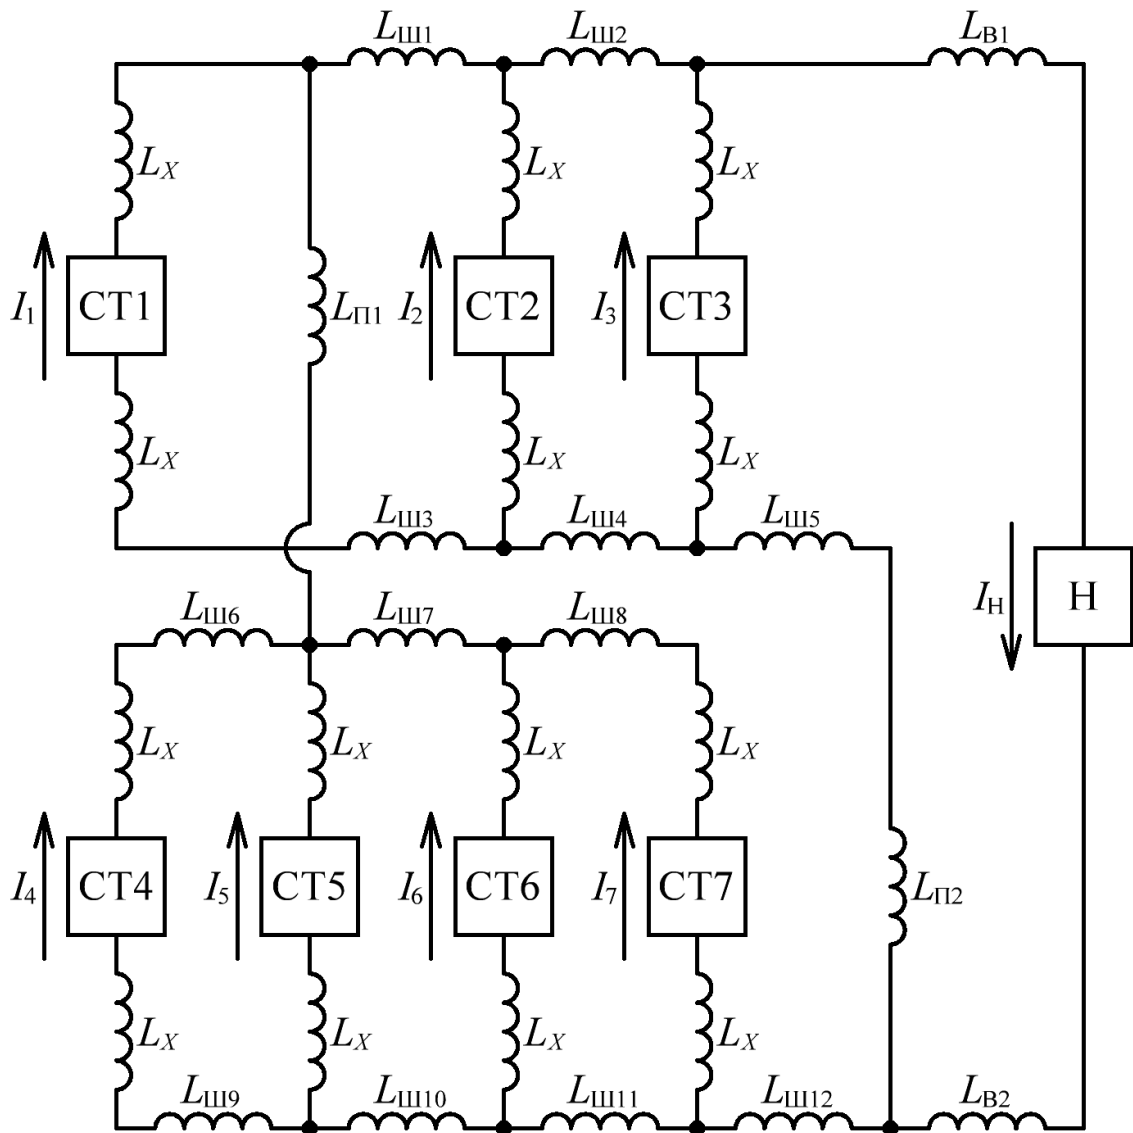 LШ1 LШ2 LВ1
LX LX LX
I1 СТ1 LП1 I2 СТ2 I3 СТ3
LX LX LX
LШ3 LШ4 LШ5
IН Н
LШ6 LШ7 LШ8
LX LX LX LX
I4 СТ4 I5 СТ5 I6 СТ6 I7 СТ7 LП2
LX LX LX LX
LШ9 LШ10 LШ11 LШ12 LВ2